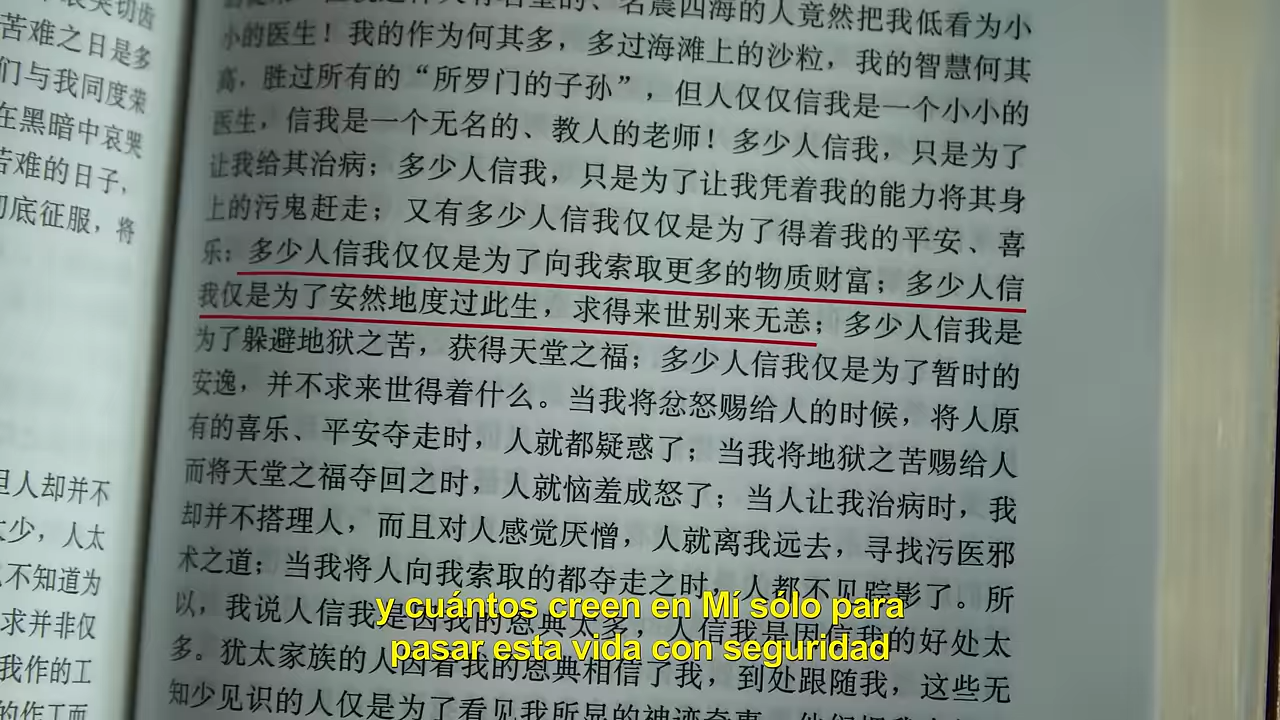 苦难之日是多
们与我同度荣
在黑暗中哀哭
苦难的日子,
彻底征服，将
但人却并不
太少，人太
不知道为
求并非仅
我作的工
的作工而
名震四海的人竟然把我低看为小
小的医生！我的作为何其多，多过海滩上的沙粒，我的智慧何其
高，胜过所有的“所罗门的子孙”，但人仅仅信我是一个小小的
医生，信我是一个无名的、教人的老师！多少人信我，只是为了
让我给其治病；多少人信我，只是为了让我凭着我的能力将其身
上的污鬼赶走；又有多少人信我仅仅是为了得着我的平安、喜
乐；多少人信我仅仅是为了向我索取更多的物质财富；多少人信
我仅是为了安然地度过此生，求得来世别来无恙；多少人信我是
为了躲避地狱之苦，获得天堂之福；多少人信我仅是为了暂时的
安逸，并不求来世得着什么。当我将忿怒赐给人的时候，将人原
有的喜乐、平安夺走时，人就都疑惑了；当我将地狱之苦赐给人
而将天堂之福夺回之时，人就恼羞成怒了；当人让我治病时，我
却并不搭理人，而且对人感觉厌憎，人就离我远去，寻找污医邪
术之道；当我将人向我索取的都夺走之时，人都不见踪影了。所
以，我说人信我是因我的恩典太多，人信我是因信我的好处太
多。犹太家族的人因着我的恩典相信了我，到处跟随我，这些无
知少见识的人仅是为了看见我所显的神迹奇事
y cuántos creen en Mí sólo para
pasar esta vida con seguridad